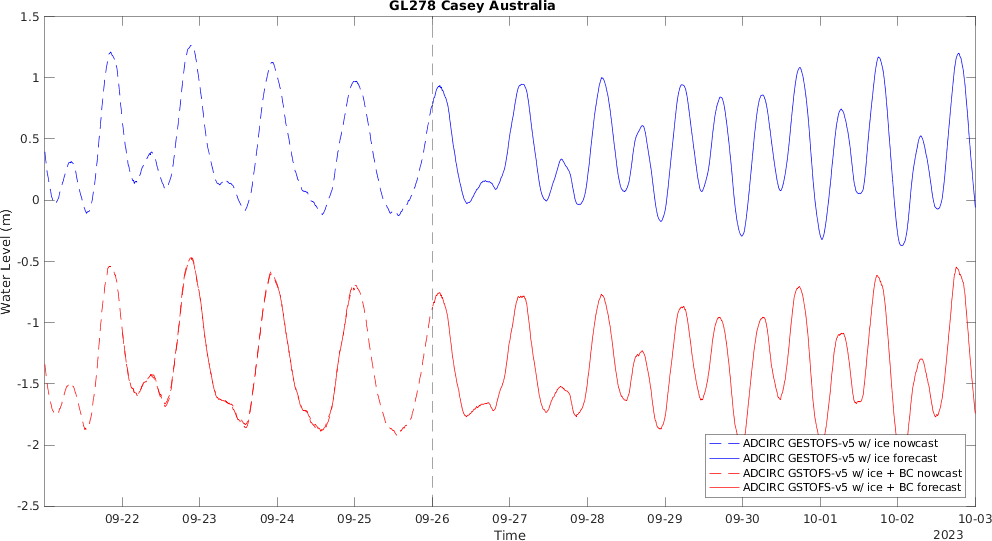 GL278 Casey Australia
1.5
1
0.5
0
-0.5
-1
-1.5
-2
-2.5
Water Level (m)
ADCIRC GESTOFS-v5 w/ ice nowcast
ADCIRC GESTOFS-v5 w/ ice forecast
ADCIRC GSTOFS-v5 w/ ice + BC nowcast
ADCIRC GSTOFS-v5 w/ ice + BC forecast
09-22 09-23 09-24 09-25 09-26 09-27 09-28 09-29 09-30 10-01 10-02 10-03
Time
2023